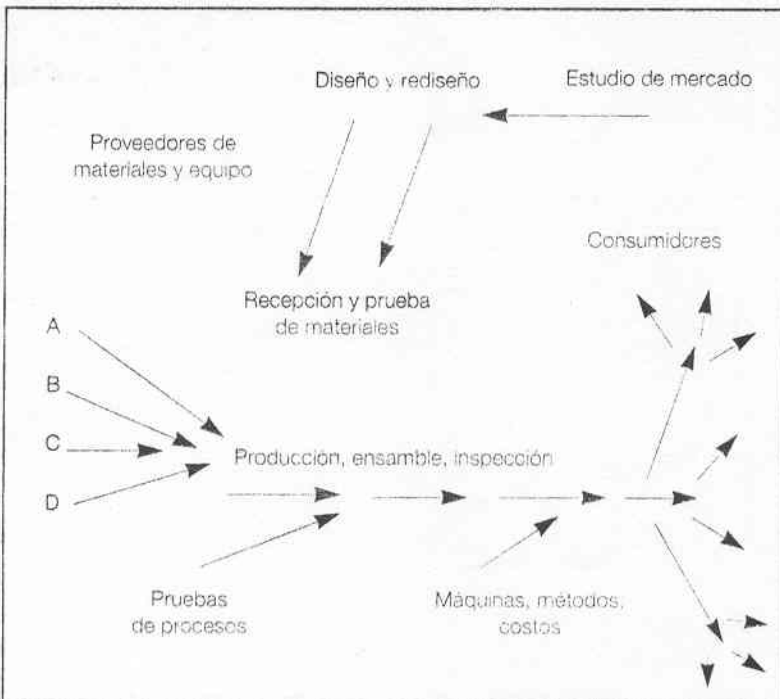 Diseño y rediseño
Estudio de mercado
Proveedores de
materiales y equipo
Consumidores
Recepción y prueba
de materiales
A
B
C
D
Producción, ensamble, inspección
Pruebas
de procesos
Máquinas, métodos,
costos